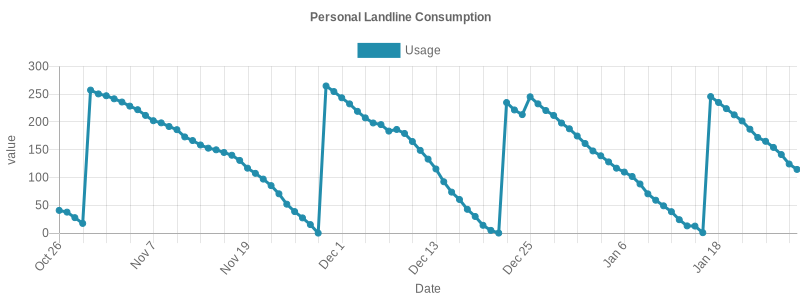 Personal Landline Consumption
Usage
300
250
200
150
100
50
0
value
Oct 26
Nov 7
Nov 19
Dec 1
Dec 13
Dec 25
Jan 6
Jan 18
Date